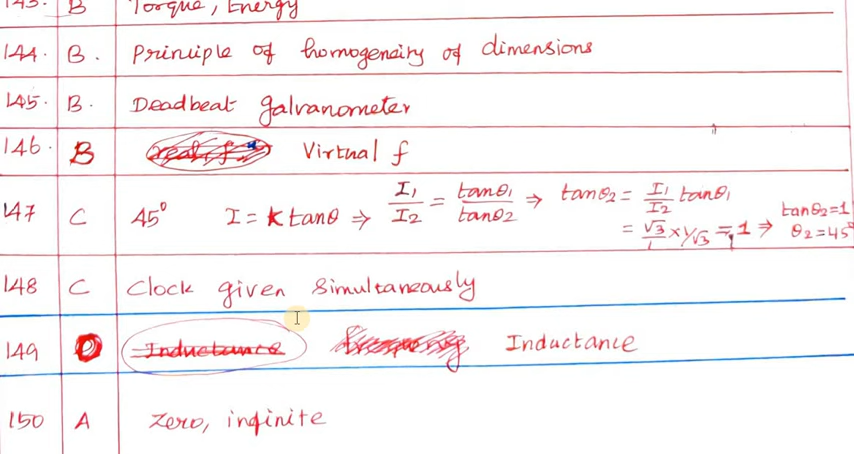 143. B Torque, Energy
144. B. Principle of homogeneity of dimensions
145. B. Deadbeat galvanometer
146. B Virtual f
147 C 45° I = K tanθ ⇒ I₁/I₂ = tanθ₁/tanθ₂ ⇒ tanθ₂ = I₁/I₂ tanθ₁
= √3/1 × 1/√3 = 1 ⇒ tanθ₂=1
θ₂=45°
148 C Clock given simultaneously
149 Inductance Inductance
150 A Zero, infinite